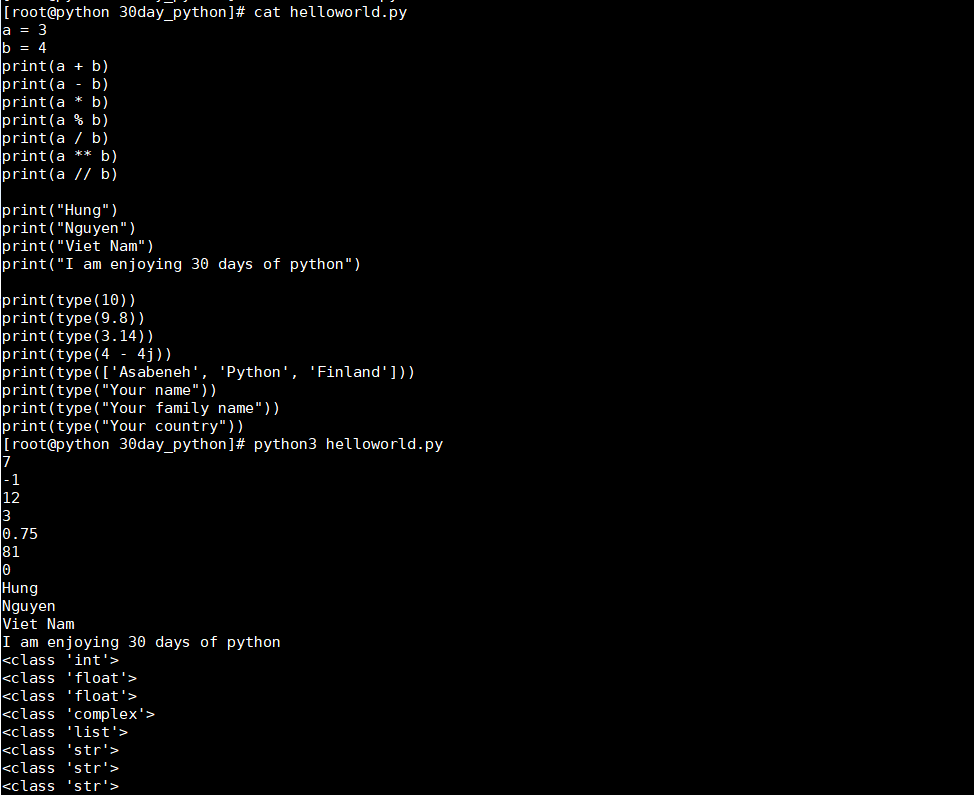 [root@python 30day_python]# cat helloworld.py
a = 3
b = 4
print(a + b)
print(a - b)
print(a * b)
print(a % b)
print(a / b)
print(a ** b)
print(a // b)

print("Hung")
print("Nguyen")
print("Viet Nam")
print("I am enjoying 30 days of python")

print(type(10))
print(type(9.8))
print(type(3.14))
print(type(4 - 4j))
print(type(['Asabeneh', 'Python', 'Finland']))
print(type("Your name"))
print(type("Your family name"))
print(type("Your country"))
[root@python 30day_python]# python3 helloworld.py
7
-1
12
3
0.75
81
0
Hung
Nguyen
Viet Nam
I am enjoying 30 days of python
<class 'int'>
<class 'float'>
<class 'float'>
<class 'complex'>
<class 'list'>
<class 'str'>
<class 'str'>
<class 'str'>